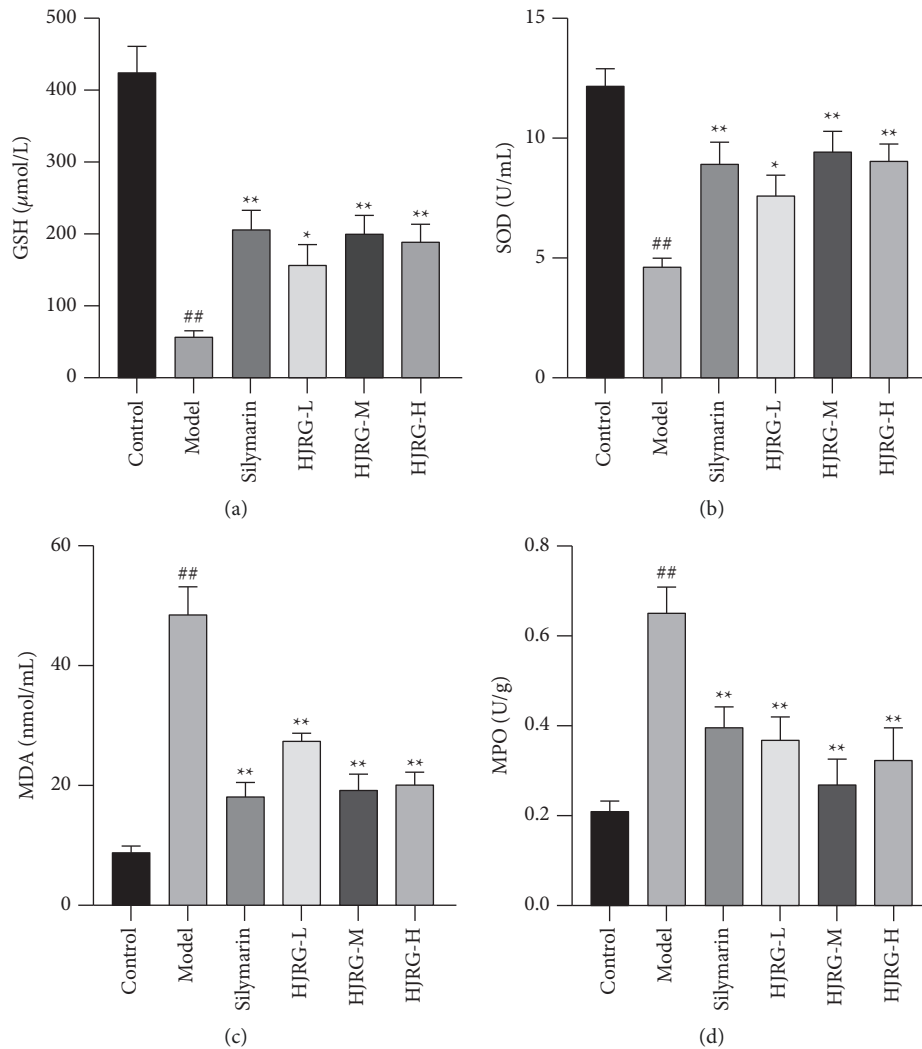 500
400
300
200
100
0
GSH (µmol/L)
##
**
*
**
**
Control
Model
Silymarin
HJRG-L
HJRG-M
HJRG-H
(a)
15
10
5
0
SOD (U/mL)
##
**
*
**
**
Control
Model
Silymarin
HJRG-L
HJRG-M
HJRG-H
(b)
60
40
20
0
MDA (nmol/mL)
##
**
**
**
**
Control
Model
Silymarin
HJRG-L
HJRG-M
HJRG-H
(c)
0.8
0.6
0.4
0.2
0.0
MPO (U/g)
##
**
**
**
**
Control
Model
Silymarin
HJRG-L
HJRG-M
HJRG-H
(d)